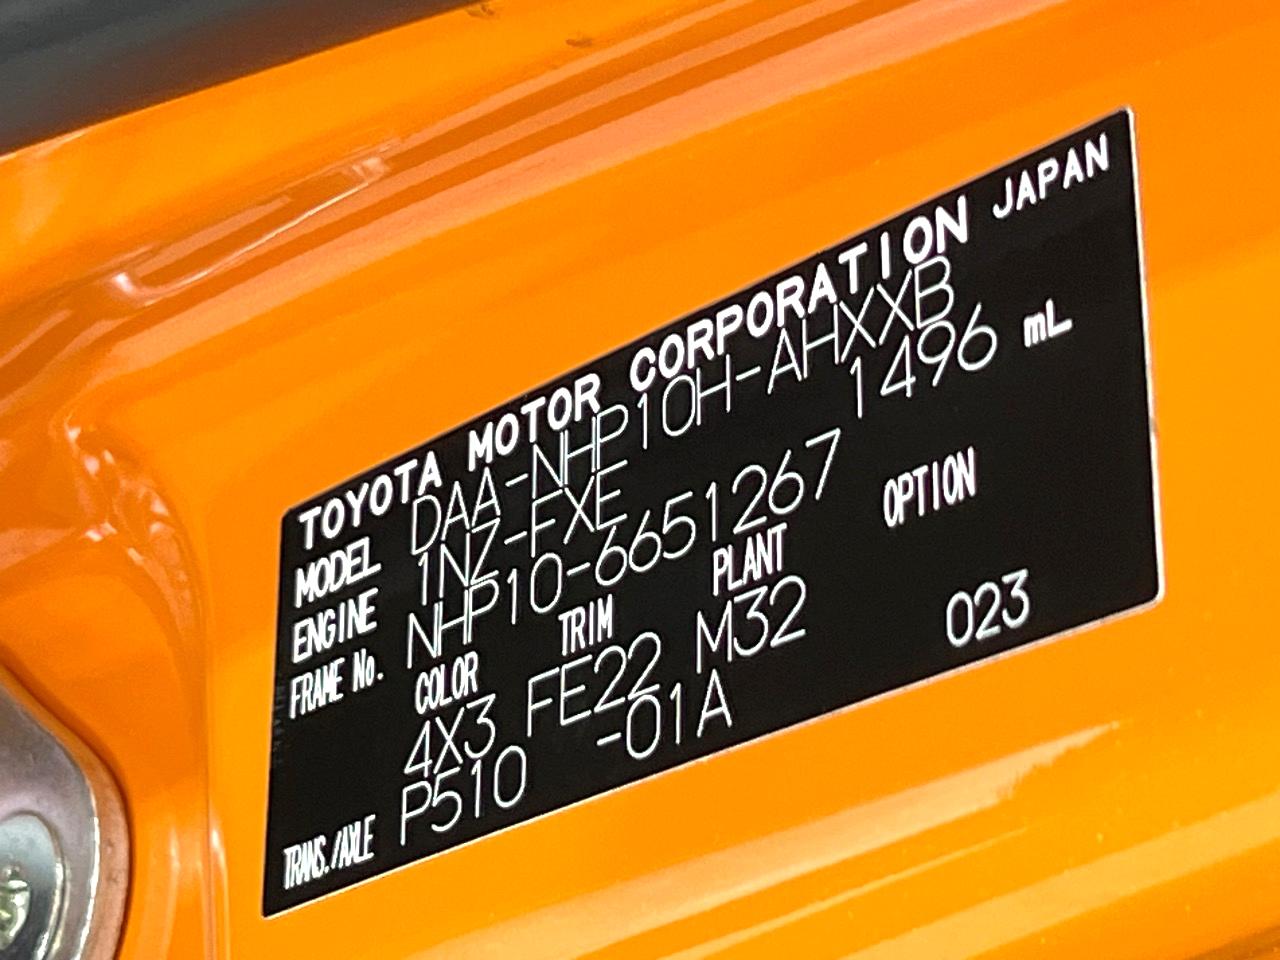 TOYOTA MOTOR CORPORATION JAPAN
MODEL DAA-NHP10H-AHXXB
ENGINE 1NZ-FXE 1496 mL
FRAME No. NHP10-6651267
COLOR TRIM PLANT OPTION
4X3 FE22 M32
TRANS./AXLE P510 -01A 023